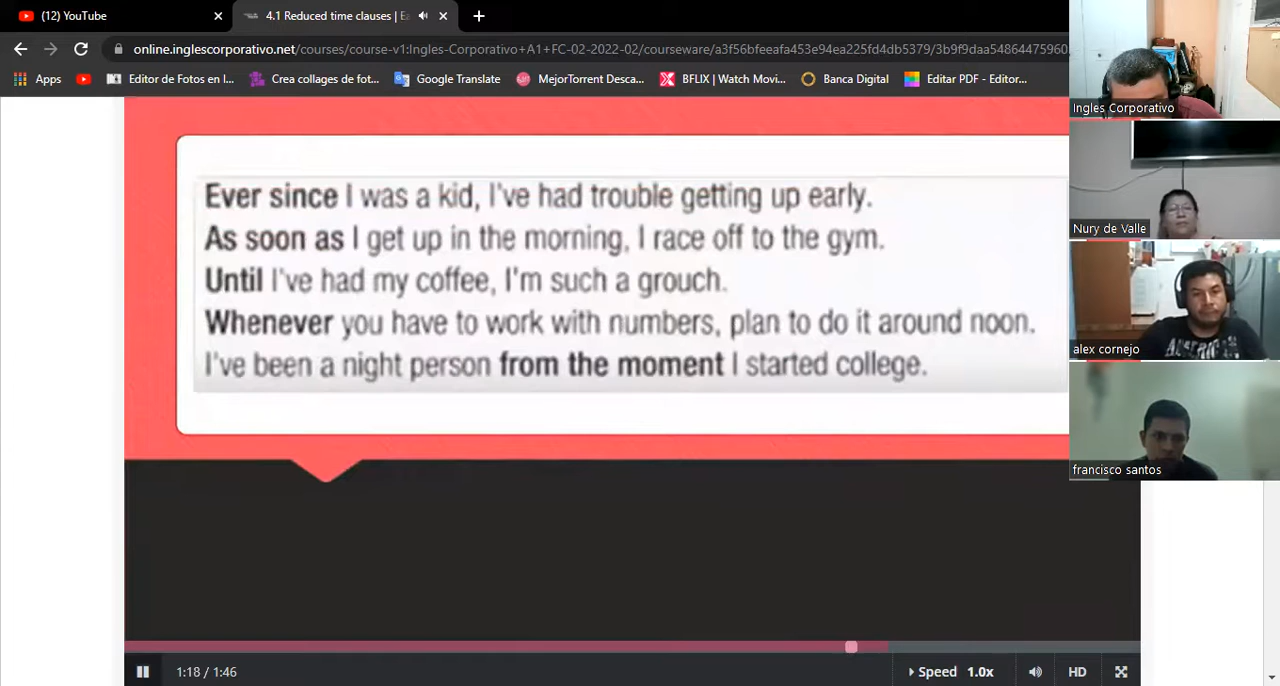 (12) YouTube
4.1 Reduced time clauses | Ea
online.inglescorporativo.net/courses/course-v1:Ingles-Corporativo+A1+FC-02-2022-02/courseware/a3f56bfeeafa453e94ea225fd4db5379/3b9f9daa54864475960
Apps
Editor de Fotos en l...
Crea collages de fot...
Google Translate
MejorTorrent Desca...
BFLIX | Watch Movi...
Banca Digital
Editar PDF - Editor...
Ever since I was a kid, I've had trouble getting up early.
As soon as I get up in the morning, I race off to the gym.
Until I've had my coffee, I'm such a grouch.
Whenever you have to work with numbers, plan to do it around noon.
I've been a night person from the moment I started college.
Ingles Corporativo
Nury de Valle
alex cornejo
francisco santos
1:18 / 1:46
Speed 1.0x
HD